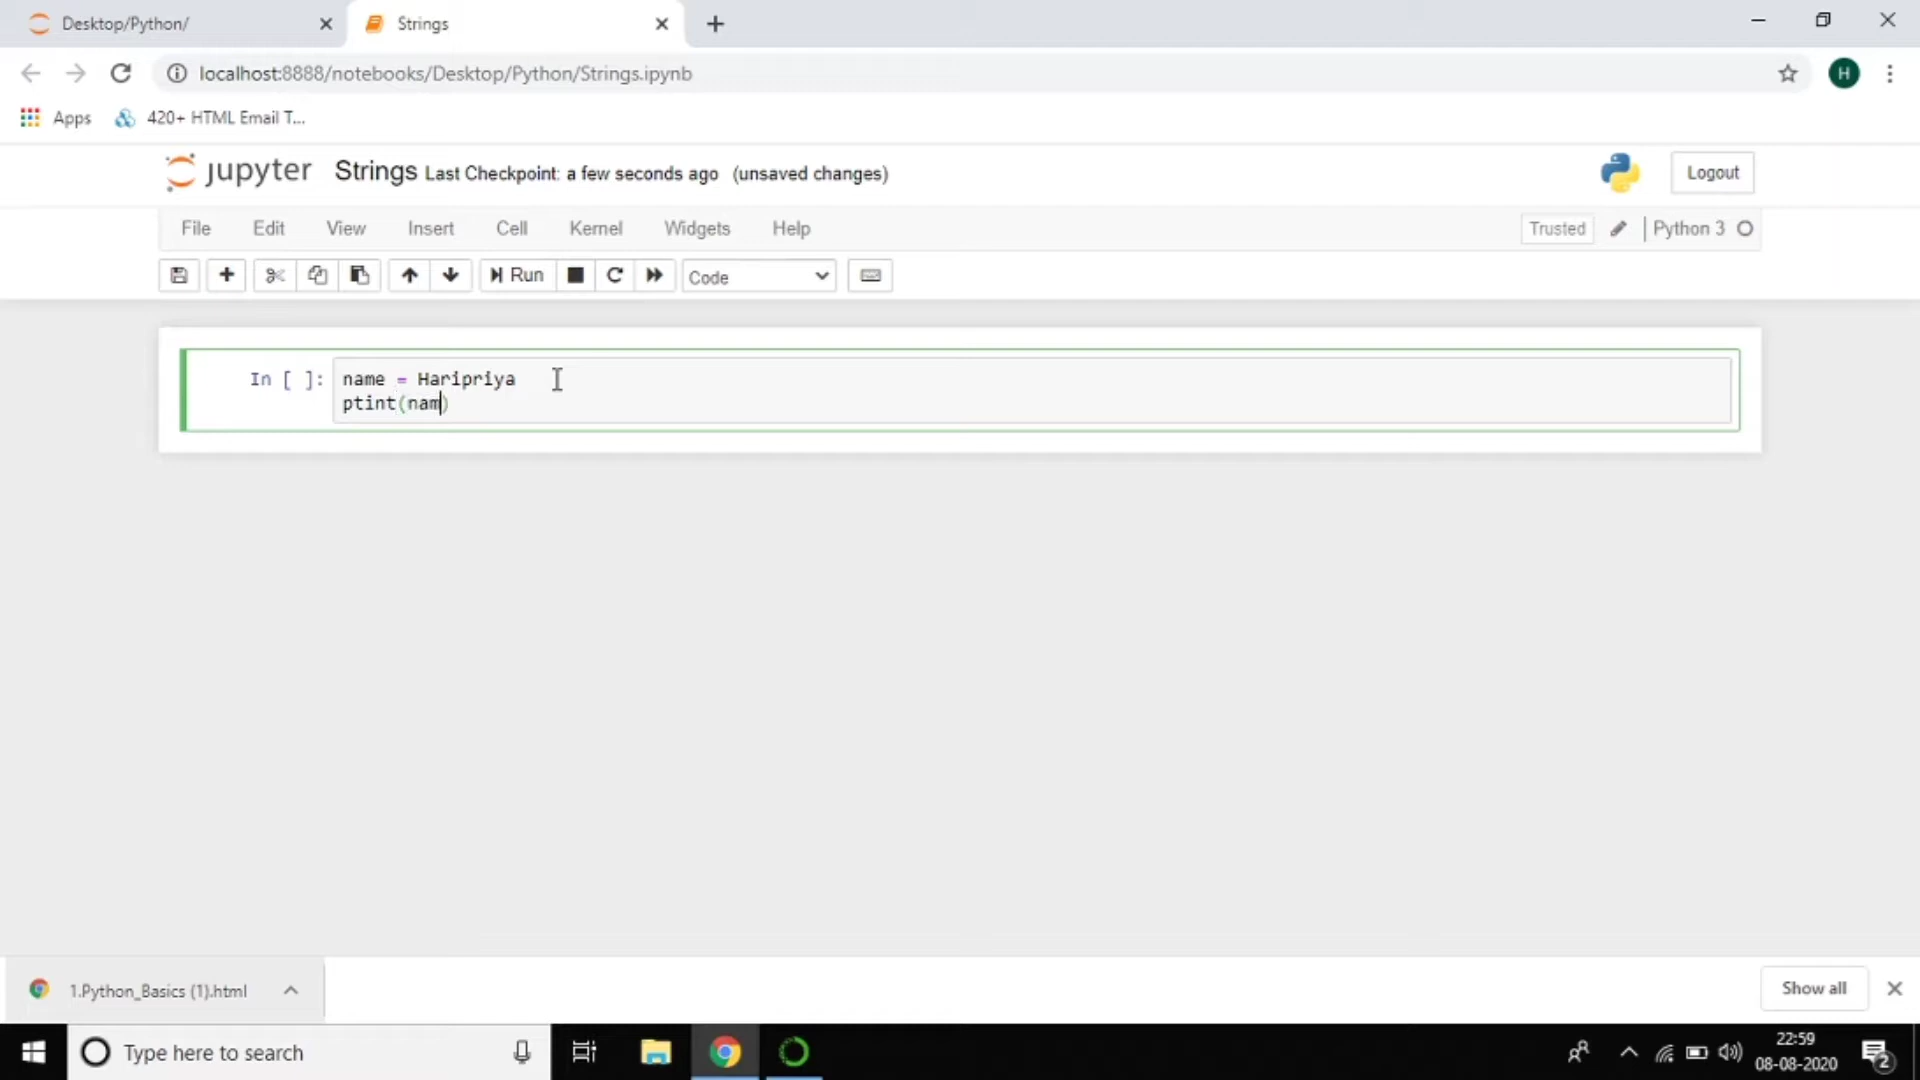 Desktop/Python/
Strings
localhost:8888/notebooks/Desktop/Python/Strings.ipynb
H
Apps
420+ HTML Email T...
jupyter Strings Last Checkpoint: a few seconds ago (unsaved changes)
Logout
File Edit View Insert Cell Kernel Widgets Help
Trusted
Python 3
Run
Code
In [ ]:
name = Haripriya
ptint(nam)
1.Python_Basics (1).html
Show all
Type here to search
22:59
08-08-2020
2